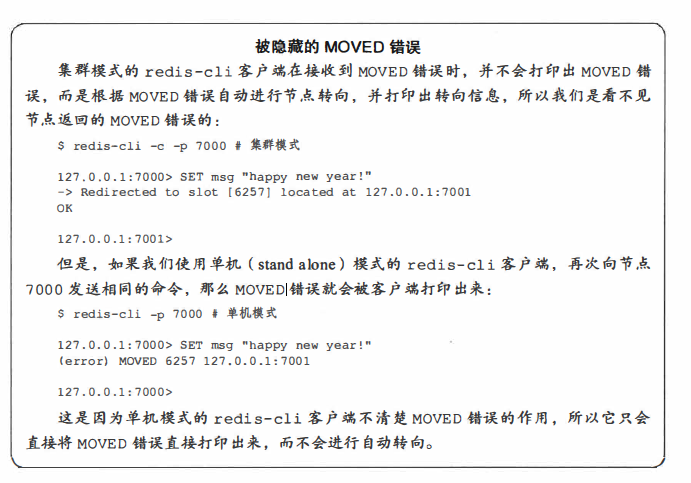 被隐藏的 MOVED 错误
集群模式的 redis-cli 客户端在接收到 MOVED 错误时，并不会打印出 MOVED 错
误，而是根据 MOVED 错误自动进行节点转向，并打印出转向信息，所以我们是看不见
节点返回的 MOVED 错误的：
$ redis-cli -c -p 7000 # 集群模式
127.0.0.1:7000> SET msg "happy new year!"
-> Redirected to slot [6257] located at 127.0.0.1:7001
OK
127.0.0.1:7001>
但是，如果我们使用单机（stand alone）模式的 redis-cli 客户端，再次向节点
7000 发送相同的命令，那么 MOVED 错误就会被客户端打印出来：
$ redis-cli -p 7000 # 单机模式
127.0.0.1:7000> SET msg "happy new year!"
(error) MOVED 6257 127.0.0.1:7001
127.0.0.1:7000>
这是因为单机模式的 redis-cli 客户端不清楚 MOVED 错误的作用，所以它只会
直接将 MOVED 错误直接打印出来，而不会进行自动转向。